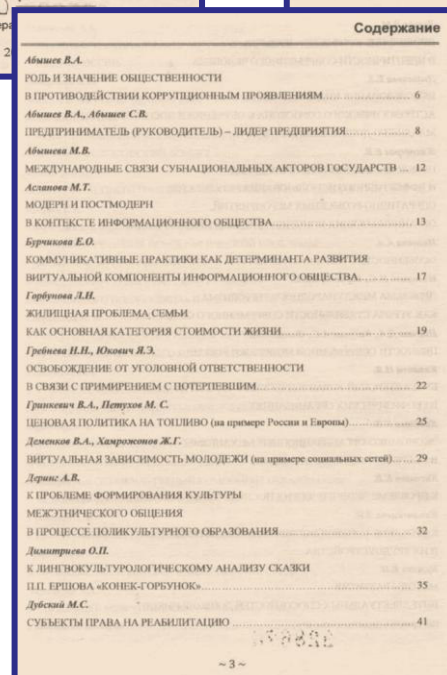 Содержание
Абышев В.А.
РОЛЬ И ЗНАЧЕНИЕ ОБЩЕСТВЕННОСТИ
В ПРОТИВОДЕЙСТВИИ КОРРУПЦИОННЫМ ПРОЯВЛЕНИЯМ 6
Абышев В.А., Абышев С.В.
ПРЕДПРИНИМАТЕЛЬ (РУКОВОДИТЕЛЬ) – ЛИДЕР ПРЕДПРИЯТИЯ 8
Абышева М.В.
МЕЖДУНАРОДНЫЕ СВЯЗИ СУБНАЦИОНАЛЬНЫХ АКТОРОВ ГОСУДАРСТВ 12
Асланова М.Т.
МОДЕРН И ПОСТМОДЕРН
В КОНТЕКСТЕ ИНФОРМАЦИОННОГО ОБЩЕСТВА 13
Бурчикова Е.О.
КОММУНИКАТИВНЫЕ ПРАКТИКИ КАК ДЕТЕРМИНАНТА РАЗВИТИЯ
ВИРТУАЛЬНОЙ КОМПОНЕНТЫ ИНФОРМАЦИОННОГО ОБЩЕСТВА 17
Горбунова Л.Н.
ЖИЛИЩНАЯ ПРОБЛЕМА СЕМЬИ
КАК ОСНОВНАЯ КАТЕГОРИЯ СТОИМОСТИ ЖИЗНИ 19
Гребнева Н.Н., Юкович Я.Э.
ОСВОБОЖДЕНИЕ ОТ УГОЛОВНОЙ ОТВЕТСТВЕННОСТИ
В СВЯЗИ С ПРИМИРЕНИЕМ С ПОТЕРПЕВШИМ 22
Гринкевич В.А., Петухов М. С.
ЦЕНОВАЯ ПОЛИТИКА НА ТОПЛИВО (на примере России и Европы) 25
Деменков В.А., Хамрожонов Ж.Г.
ВИРТУАЛЬНАЯ ЗАВИСИМОСТЬ МОЛОДЕЖИ (на примере социальных сетей) 29
Деринг А.В.
К ПРОБЛЕМЕ ФОРМИРОВАНИЯ КУЛЬТУРЫ
МЕЖЭТНИЧЕСКОГО ОБЩЕНИЯ
В ПРОЦЕССЕ ПОЛИКУЛЬТУРНОГО ОБРАЗОВАНИЯ 32
Димитриева О.П.
К ЛИНГВОКУЛЬТУРОЛОГИЧЕСКОМУ АНАЛИЗУ СКАЗКИ
П.П. ЕРШОВА «КОНЕК-ГОРБУНОК» 35
Дубский М.С.
СУБЪЕКТЫ ПРАВА НА РЕАБИЛИТАЦИЮ 41
~ 3 ~